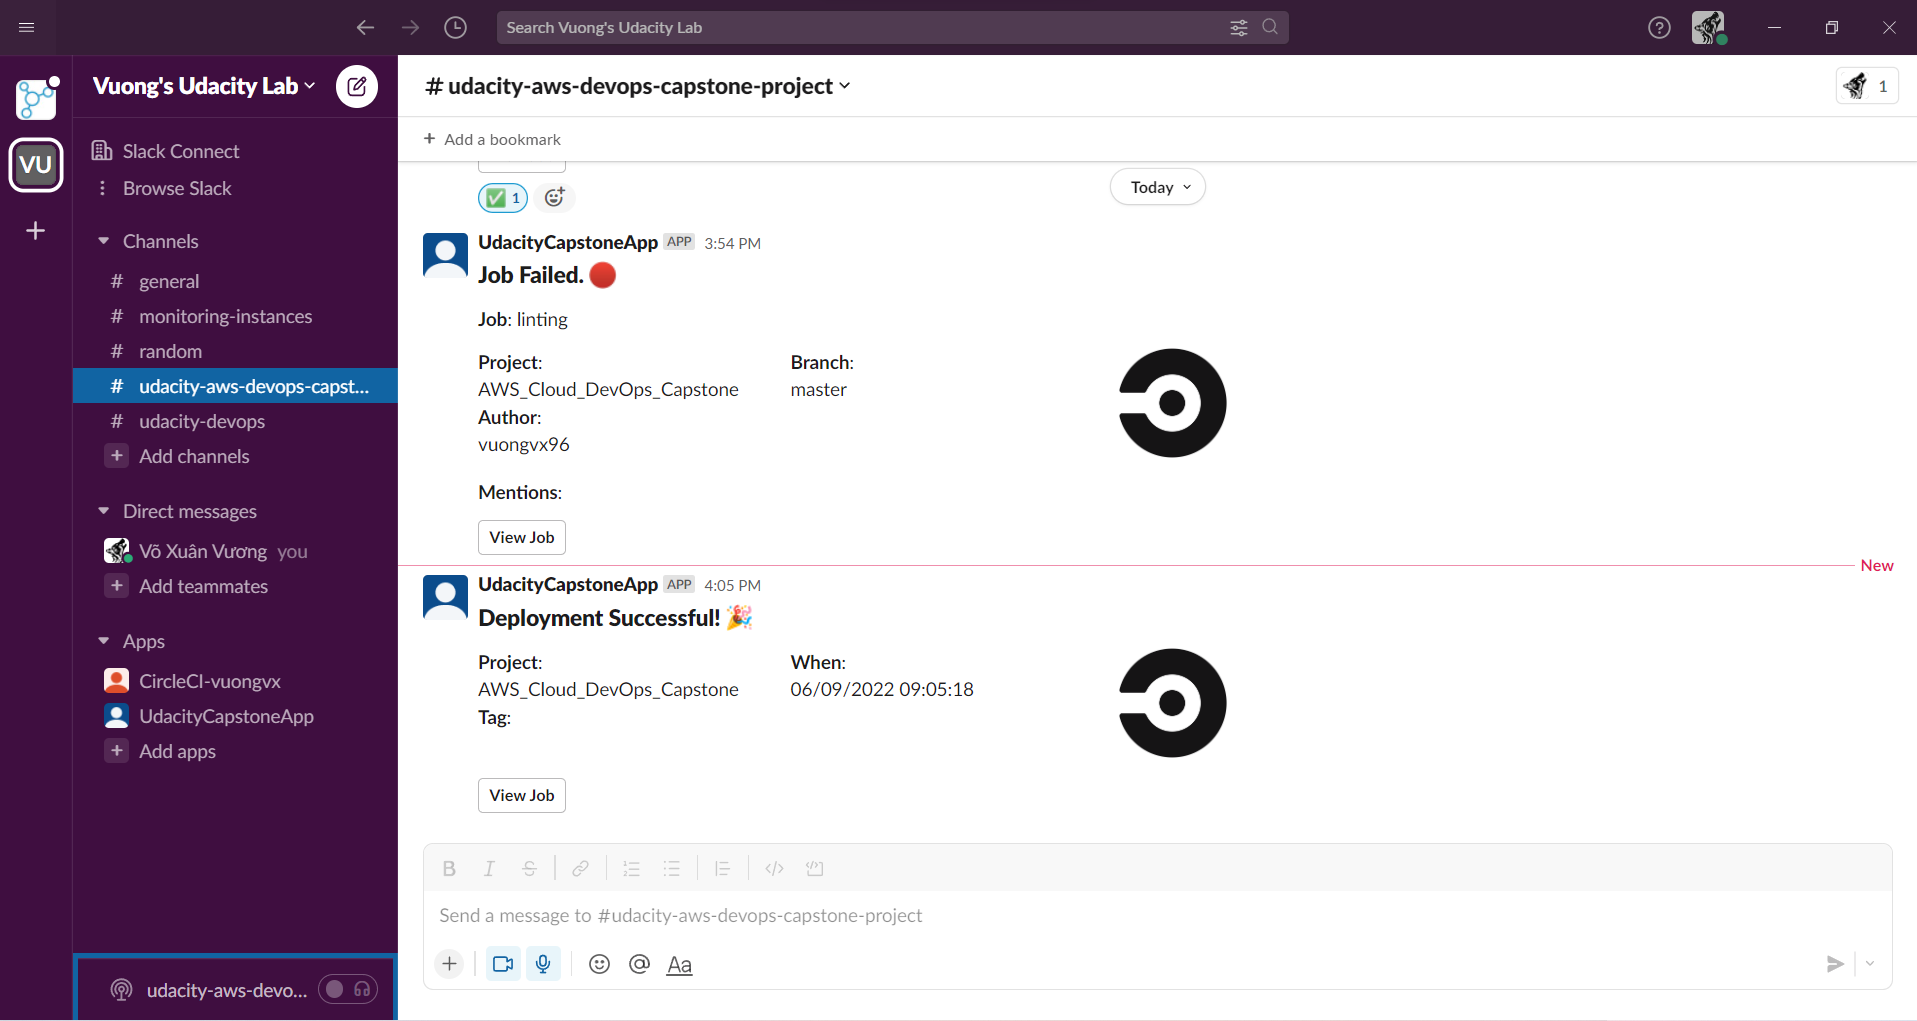 Search Vuong's Udacity Lab
VU
Vuong's Udacity Lab
Slack Connect
Browse Slack
Channels
# general
# monitoring-instances
# random
# udacity-aws-devops-capst...
# udacity-devops
+ Add channels
Direct messages
Võ Xuân Vương you
+ Add teammates
Apps
CircleCI-vuongvx
UdacityCapstoneApp
+ Add apps
udacity-aws-devo...
# udacity-aws-devops-capstone-project
1
+ Add a bookmark
✅ 1
Today
UdacityCapstoneApp APP 3:54 PM
Job Failed. 🔴
Job: linting
Project:
AWS_Cloud_DevOps_Capstone
Branch:
master
Author:
vuongvx96
Mentions:
View Job
New
UdacityCapstoneApp APP 4:05 PM
Deployment Successful! 🎉
Project:
AWS_Cloud_DevOps_Capstone
When:
06/09/2022 09:05:18
Tag:
View Job
Send a message to #udacity-aws-devops-capstone-project
Aa